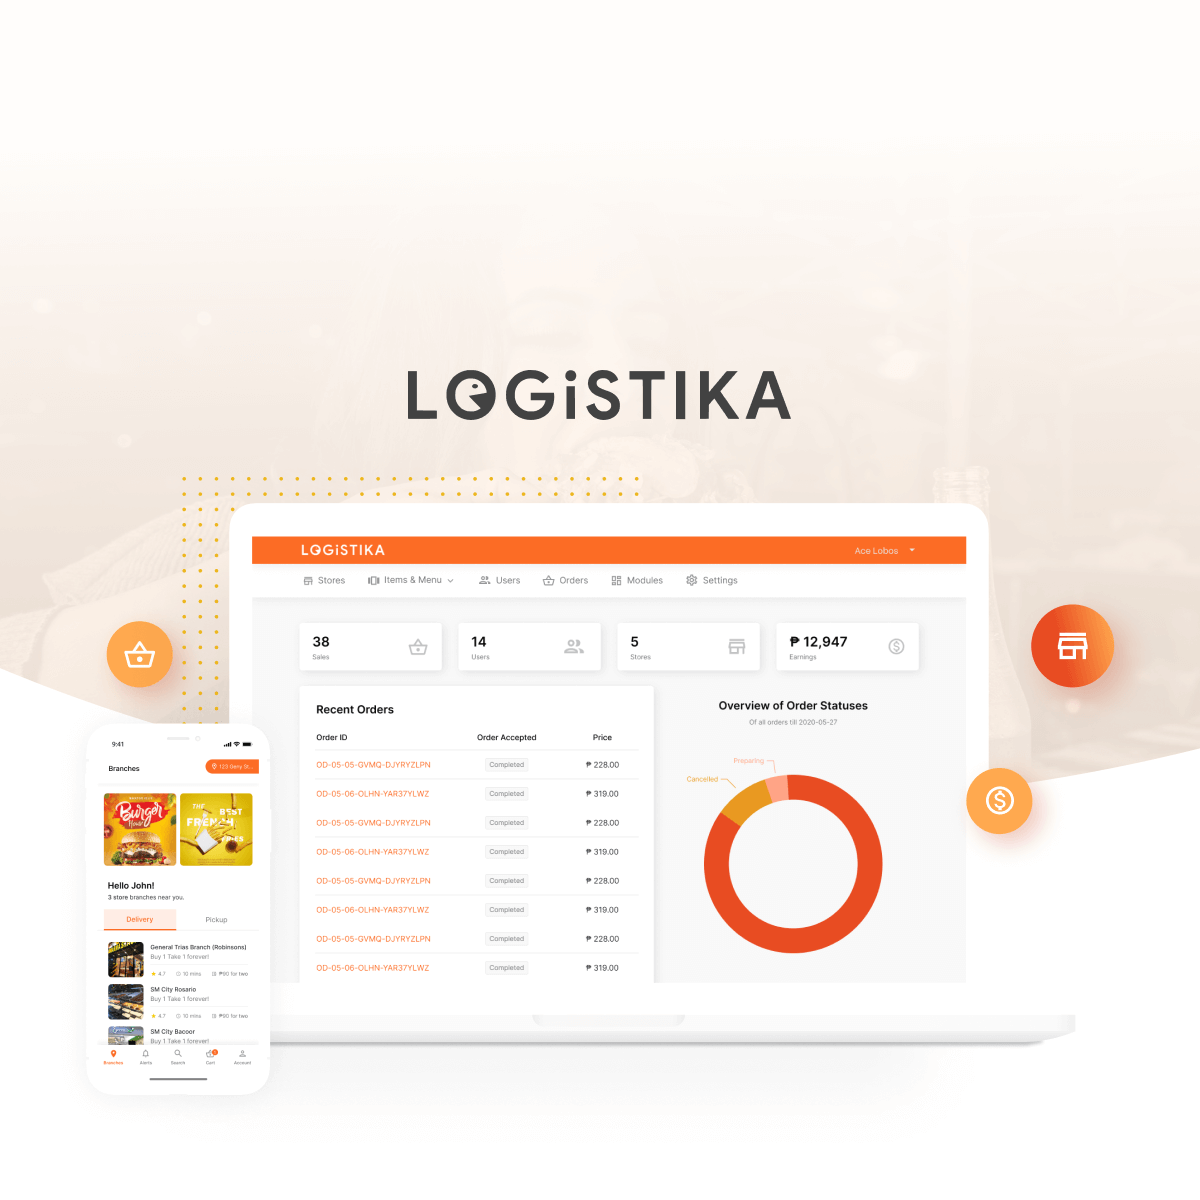 LOGiSTIKA
LOGiSTIKA
Ace Lobos
Stores
Items & Menu
Users
Orders
Modules
Settings
38
Sales
14
Users
5
Stores
₱ 12,947
Earnings
Recent Orders
Order ID Order Accepted Price
OD-05-05-GVMQ-DJYRYZLPN Completed ₱ 228.00
OD-05-06-OLHN-YAR37YLWZ Completed ₱ 319.00
OD-05-05-GVMQ-DJYRYZLPN Completed ₱ 228.00
OD-05-06-OLHN-YAR37YLWZ Completed ₱ 319.00
OD-05-05-GVMQ-DJYRYZLPN Completed ₱ 228.00
OD-05-06-OLHN-YAR37YLWZ Completed ₱ 319.00
OD-05-05-GVMQ-DJYRYZLPN Completed ₱ 228.00
OD-05-06-OLHN-YAR37YLWZ Completed ₱ 319.00
Overview of Order Statuses
Of all orders till 2020-05-27
Preparing
Cancelled
9:41
Branches
123 Gerry St...
Burger
House
THE
BEST
FRENCH
Hello John!
3 store branches near you.
Delivery Pickup
General Trias Branch (Robinsons)
Buy 1 Take 1 forever!
4.7 10 mins ₱90 for two
SM City Rosario
Buy 1 Take 1 forever!
4.7 10 mins ₱90 for two
SM City Bacoor
Buy 1 Take 1 forever!
Branches Alerts Search Cart Account